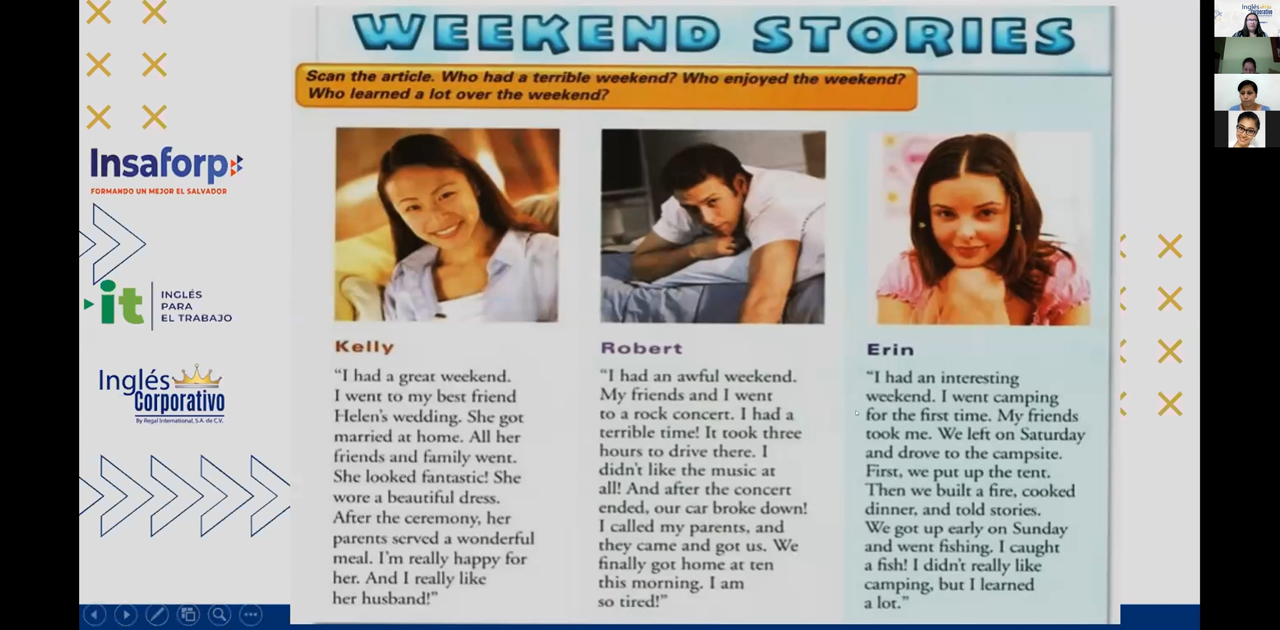 WEEKEND STORIES
Scan the article. Who had a terrible weekend? Who enjoyed the weekend?
Who learned a lot over the weekend?
Insaforp
FORMANDO UN MEJOR EL SALVADOR
it
INGLÉS
PARA
EL TRABAJO
Inglés
Corporativo
By Regal International, S.A. de C.V.
Kelly
"I had a great weekend.
I went to my best friend
Helen's wedding. She got
married at home. All her
friends and family went.
She looked fantastic! She
wore a beautiful dress.
After the ceremony, her
parents served a wonderful
meal. I'm really happy for
her. And I really like
her husband!"
Robert
"I had an awful weekend.
My friends and I went
to a rock concert. I had a
terrible time! It took three
hours to drive there. I
didn't like the music at
all! And after the concert
ended, our car broke down!
I called my parents, and
they came and got us. We
finally got home at ten
this morning. I am
so tired!"
Erin
"I had an interesting
weekend. I went camping
for the first time. My friends
took me. We left on Saturday
and drove to the campsite.
First, we put up the tent.
Then we built a fire, cooked
dinner, and told stories.
We got up early on Sunday
and went fishing. I caught
a fish! I didn't really like
camping, but I learned
a lot."
Inglés
Corporativo